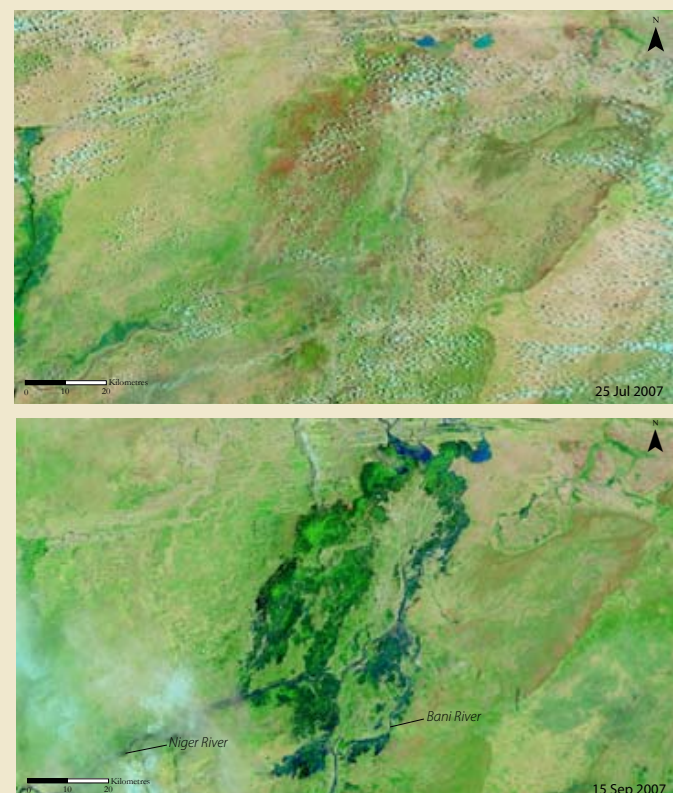 N
Kilometres
0 10 20
25 Jul 2007
N
Bani River
Niger River
Kilometres
0 10 20
15 Sep 2007